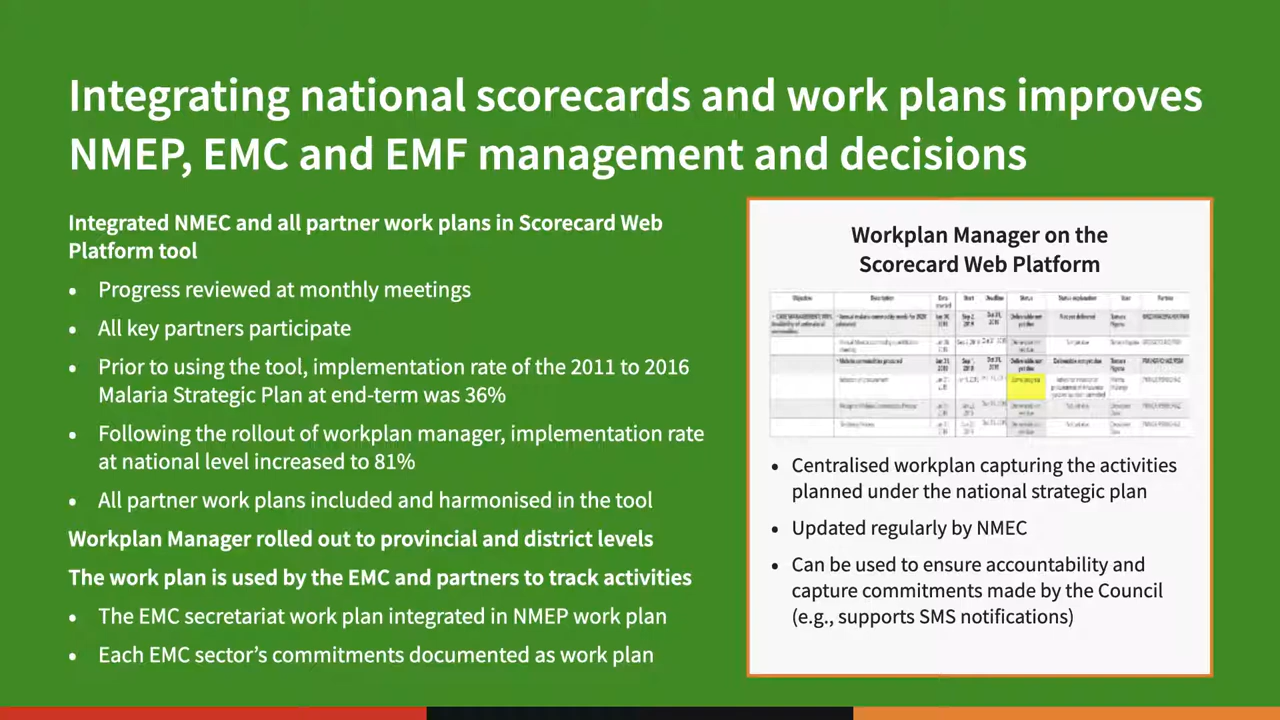 Integrating national scorecards and work plans improves
NMEP, EMC and EMF management and decisions
Integrated NMEC and all partner work plans in Scorecard Web
Platform tool
• Progress reviewed at monthly meetings
• All key partners participate
• Prior to using the tool, implementation rate of the 2011 to 2016
Malaria Strategic Plan at end-term was 36%
• Following the rollout of workplan manager, implementation rate
at national level increased to 81%
• All partner work plans included and harmonised in the tool
Workplan Manager rolled out to provincial and district levels
The work plan is used by the EMC and partners to track activities
• The EMC secretariat work plan integrated in NMEP work plan
• Each EMC sector's commitments documented as work plan
Workplan Manager on the
Scorecard Web Platform
Objective Description Start Deadline Status Status explanation
• Centralised workplan capturing the activities
planned under the national strategic plan
• Updated regularly by NMEC
• Can be used to ensure accountability and
capture commitments made by the Council
(e.g., supports SMS notifications)